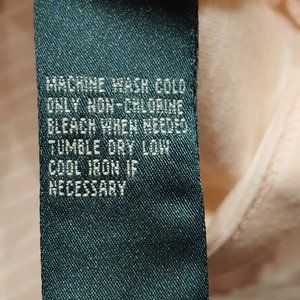 MACHINE WASH COLD
ONLY NON-CHLORINE
BLEACH WHEN NEEDED
TUMBLE DRY LOW
COOL IRON IF
NECESSARY